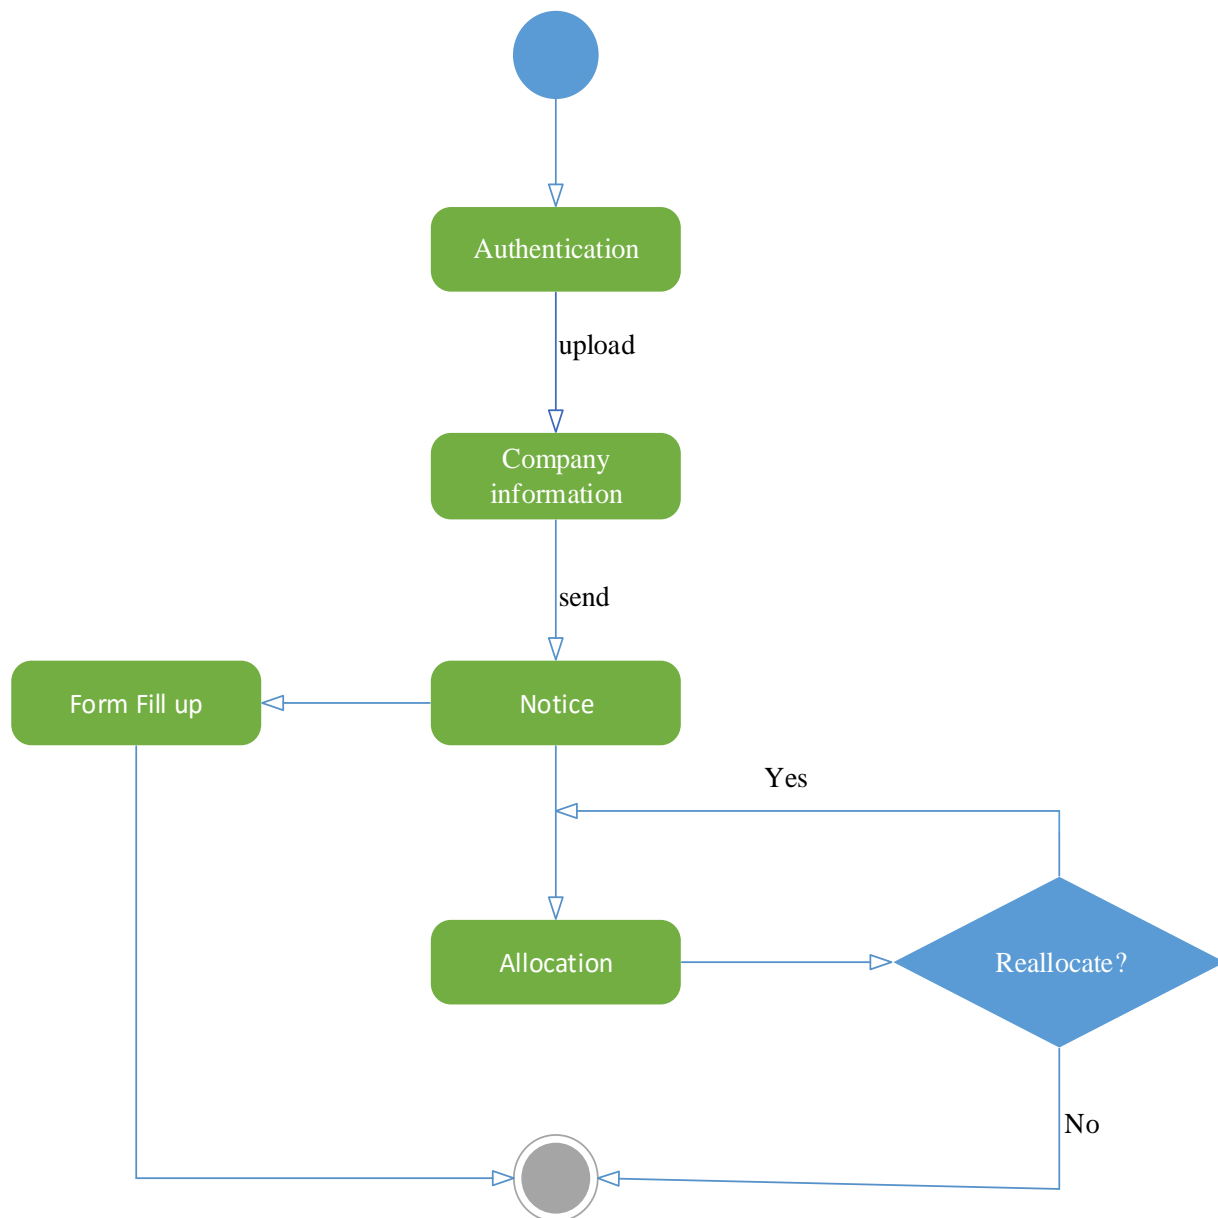 Authentication
upload
Company
information
send
Form Fill up
Notice
Yes
Allocation
Reallocate?
No